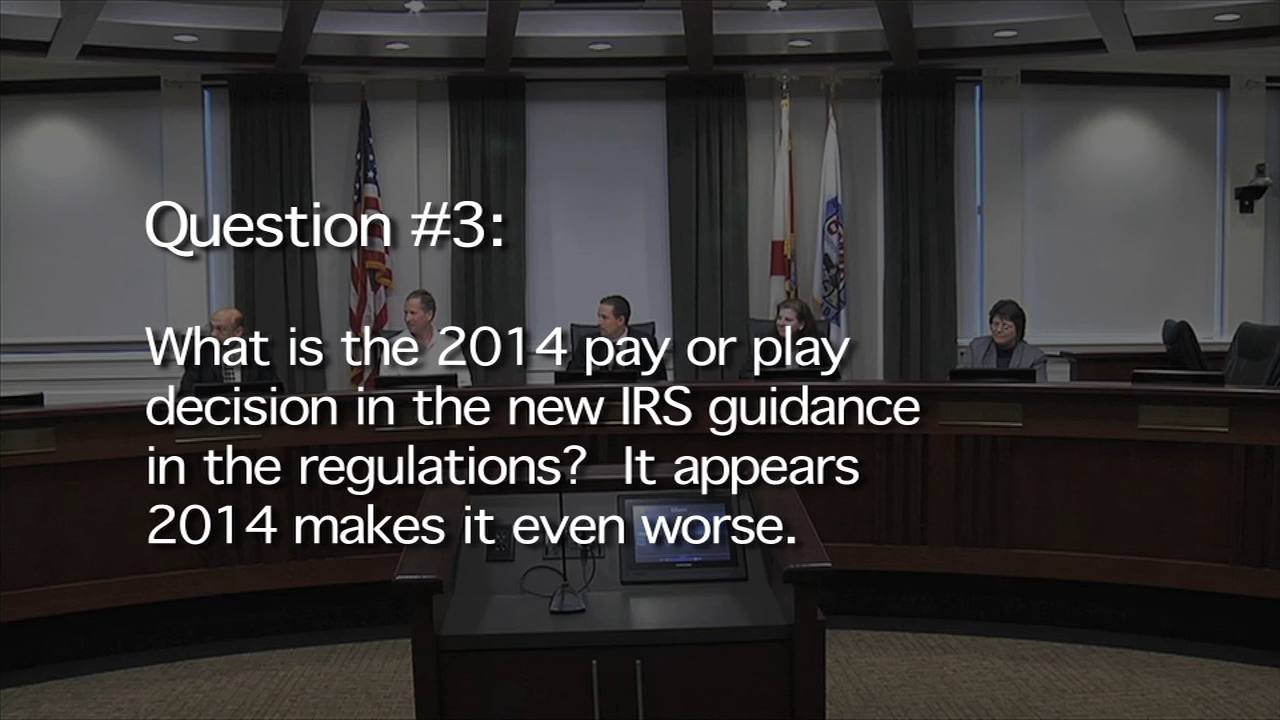 Question #3:
What is the 2014 pay or play
decision in the new IRS guidance
in the regulations?  It appears
2014 makes it even worse.